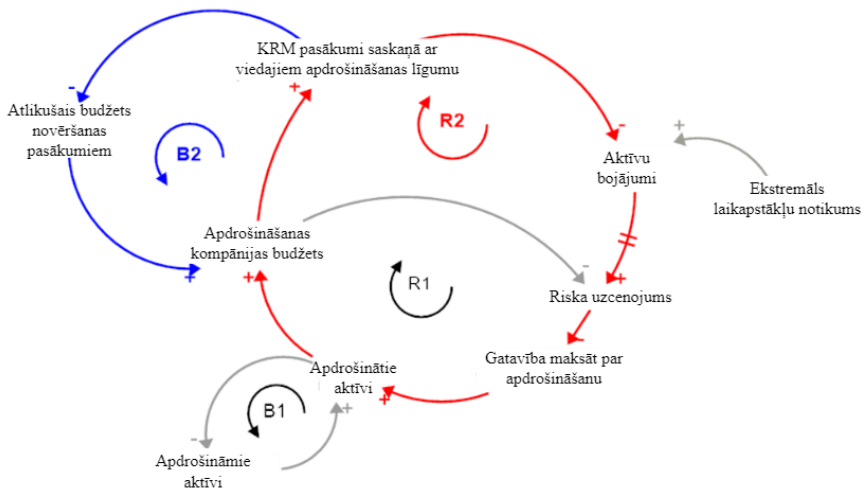 KRM pasākumi saskaņā ar
viedajiem apdrošināšanas līgumu
-
+
Atlikušais budžets
novēršanas
pasākumiem
B2
R2
-
+
Aktīvu
bojājumi
Ekstremāls
laikapstākļu notikums
Apdrošināšanas
kompānijas budžets
+
+
R1
-
+
Riska uzcenojums
-
Gatavība maksāt par
apdrošināšanu
Apdrošinātie
aktīvi
+
+
B1
-
Apdrošināmie
aktīvi